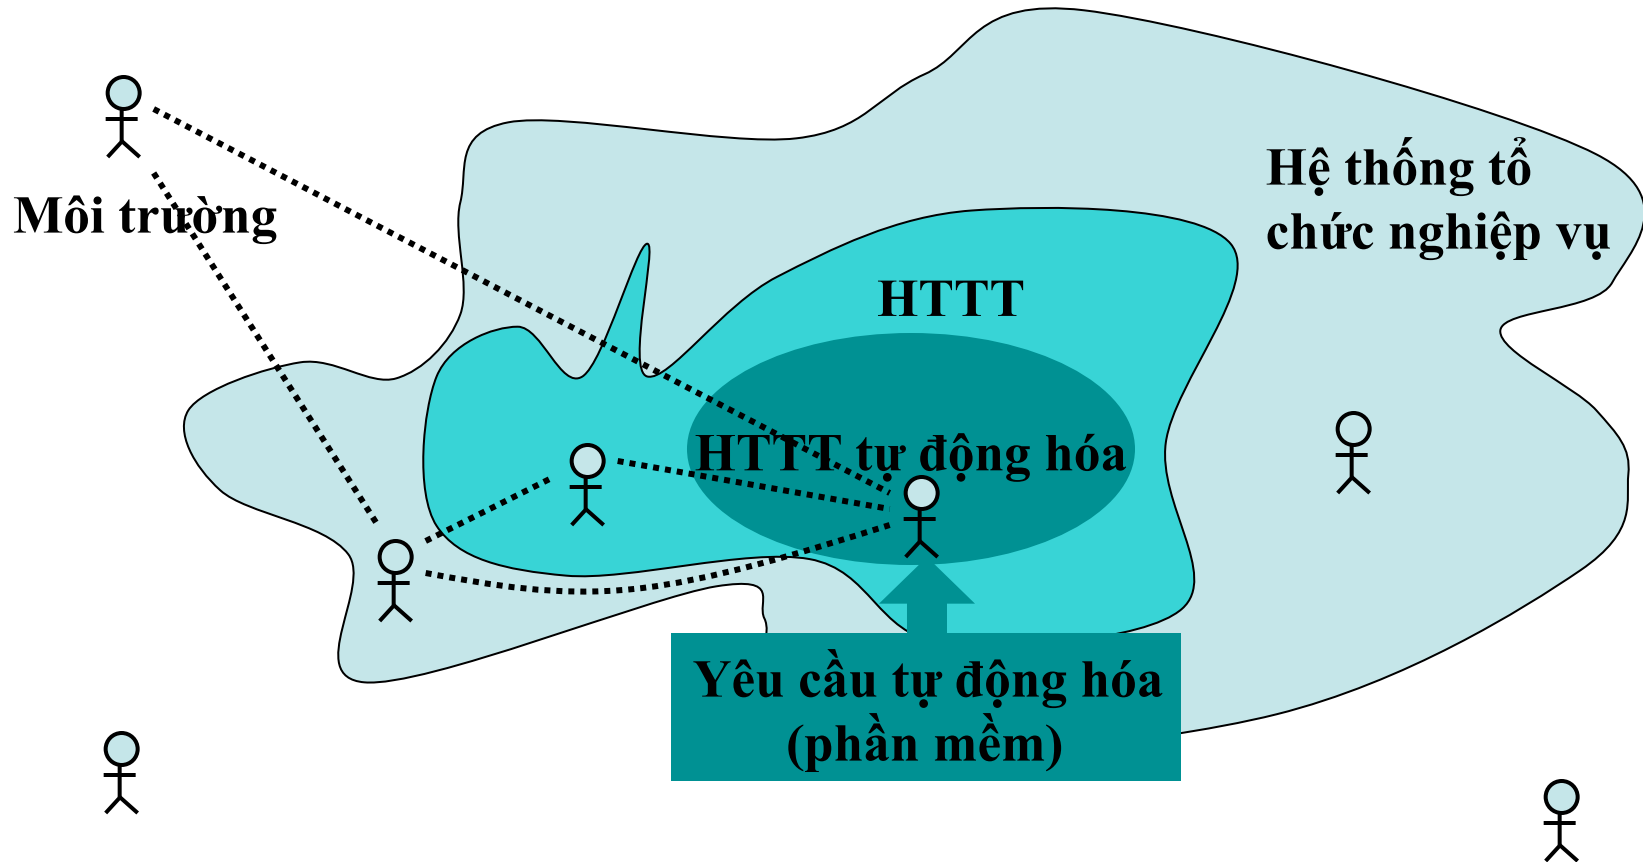 Môi trường
Hệ thống tổ
chức nghiệp vụ
HTTT
HTTT tự động hóa
Yêu cầu tự động hóa
(phần mềm)